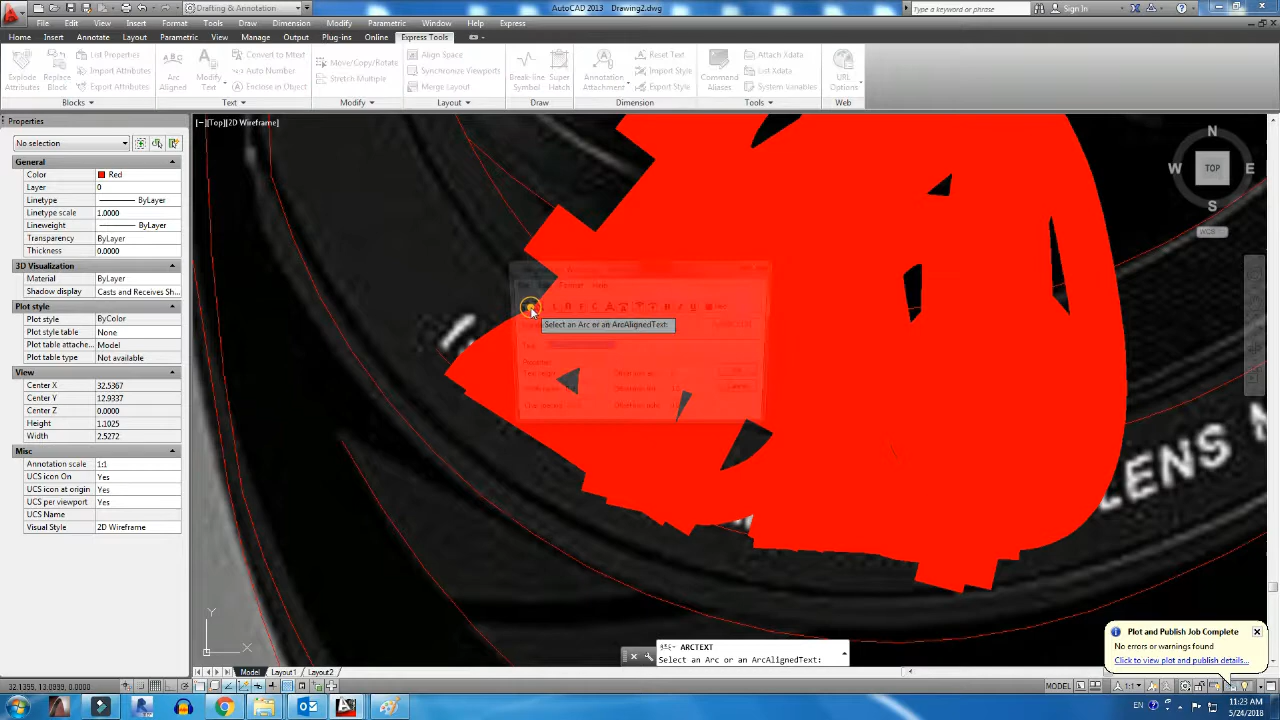 Drafting & Annotation
AutoCAD 2013 Drawing2.dwg
Type a keyword or phrase
Sign In
File Edit View Insert Format Tools Draw Dimension Modify Parametric Window Help Express
Home Insert Annotate Layout Parametric View Manage Output Plug-ins Online Express Tools
Explode Attributes
Replace Block
List Properties
Import Attributes
Export Attributes
Blocks
Arc Aligned
Modify Text
Convert to Mtext
Auto Number
Enclose in Object
Text
Move/Copy/Rotate
Stretch Multiple
Modify
Align Space
Synchronize Viewports
Merge Layout
Layout
Break-line Symbol
Super Hatch
Draw
Annotation Attachment
Reset Text
Import Style
Export Style
Dimension
Command Aliases
Attach Xdata
List Xdata
System Variables
Tools
URL Options
Web
Properties
[−][Top][2D Wireframe]
No selection
General
Color Red
Layer 0
Linetype ByLayer
Linetype scale 1.0000
Lineweight ByLayer
Transparency ByLayer
Thickness 0.0000
3D Visualization
Material ByLayer
Shadow display Casts and Receives Sh...
Plot style
Plot style ByColor
Plot style table None
Plot table attache... Model
Plot table type Not available
View
Center X 32.5367
Center Y 12.9337
Center Z 0.0000
Height 1.1025
Width 2.5272
Misc
Annotation scale 1:1
UCS icon On Yes
UCS icon at origin Yes
UCS per viewport Yes
UCS Name
Visual Style 2D Wireframe
N
W TOP E
S
WCS
Format Help
Select an Arc or an ArcAlignedText:
LENS
Y
X
ARCTEXT
Select an Arc or an ArcAlignedText:
Plot and Publish Job Complete
No errors or warnings found
Click to view plot and publish details...
Model Layout1 Layout2
MODEL
1:1
EN
11:23 AM
5/24/2018